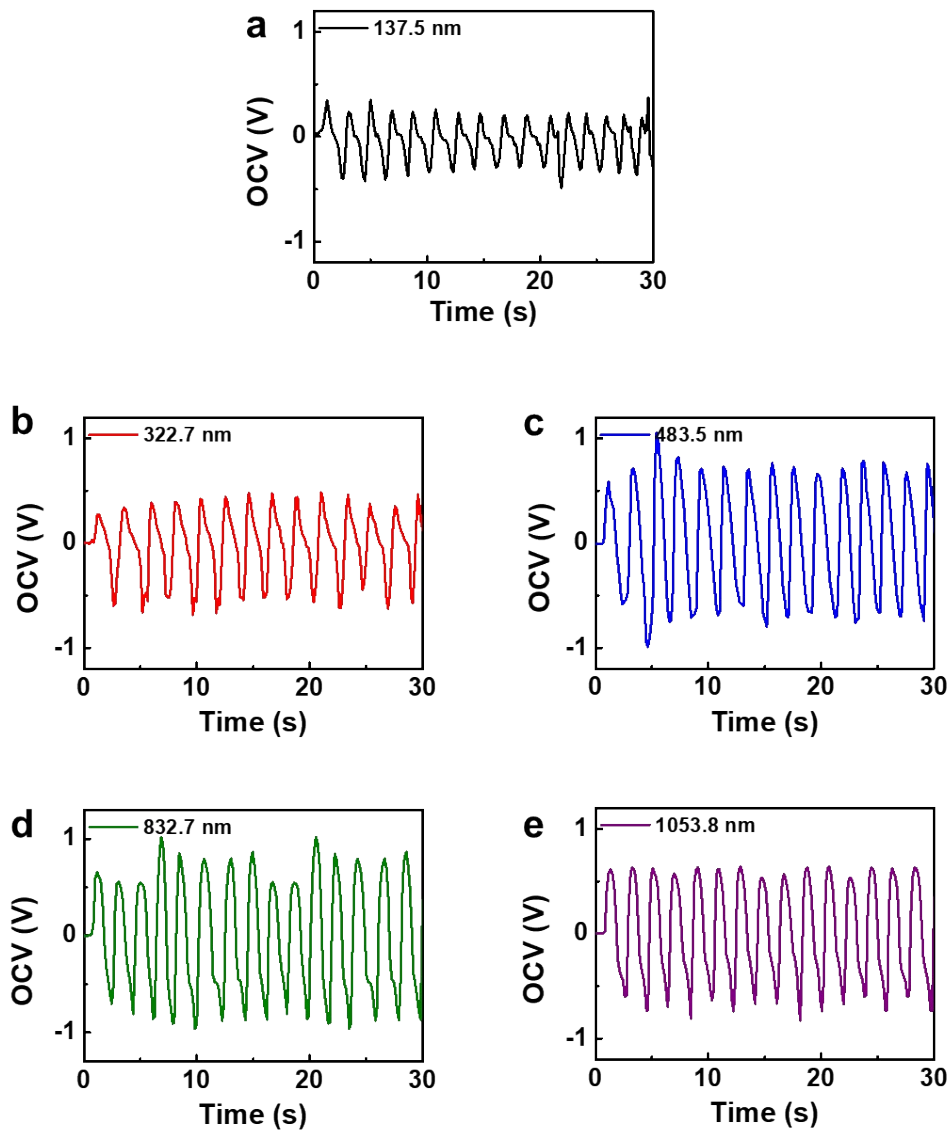 a
137.5 nm
1
0
-1
OCV (V)
0 10 20 30
Time (s)
b
322.7 nm
1
0
-1
OCV (V)
0 10 20 30
Time (s)
c
483.5 nm
1
0
-1
OCV (V)
0 10 20 30
Time (s)
d
832.7 nm
1
0
-1
OCV (V)
0 10 20 30
Time (s)
e
1053.8 nm
1
0
-1
OCV (V)
0 10 20 30
Time (s)